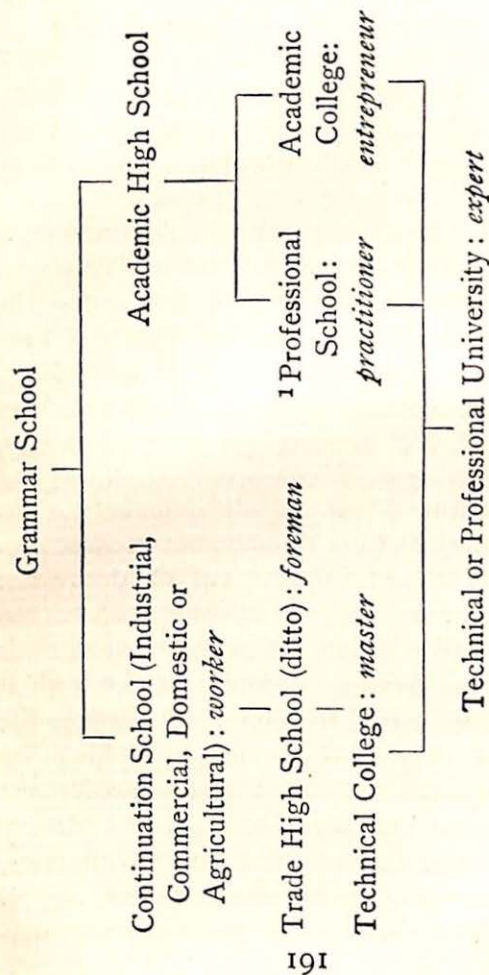 Grammar School
Continuation School (Industrial,
Commercial, Domestic or
Agricultural) : worker
Trade High School (ditto) : foreman
Technical College : master
Academic High School
¹ Professional
School:
practitioner
Academic
College:
entrepreneur
Technical or Professional University : expert
161